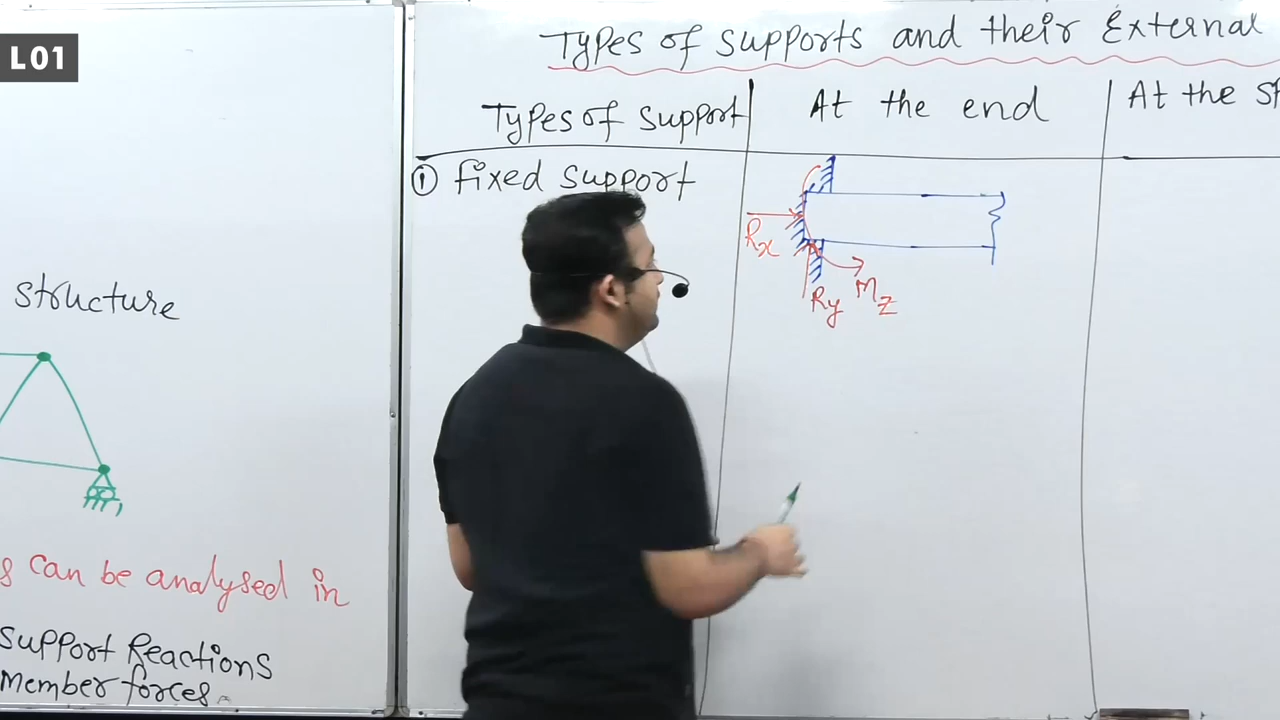 L01
structure
s can be analysed in
Support Reactions
Member forces
Types of supports and their External
Types of Support
At the end
At the
① fixed support
Rx
Ry
Mz